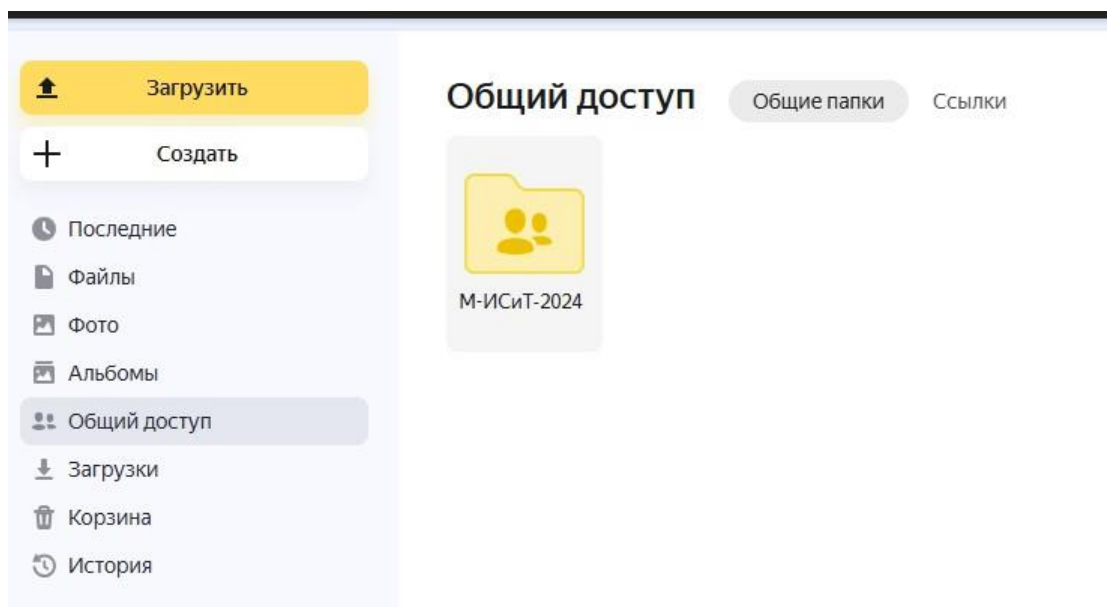 Загрузить
Создать
Последние
Файлы
Фото
Альбомы
Общий доступ
Загрузки
Корзина
История
Общий доступ Общие папки Ссылки
М-ИСиТ-2024